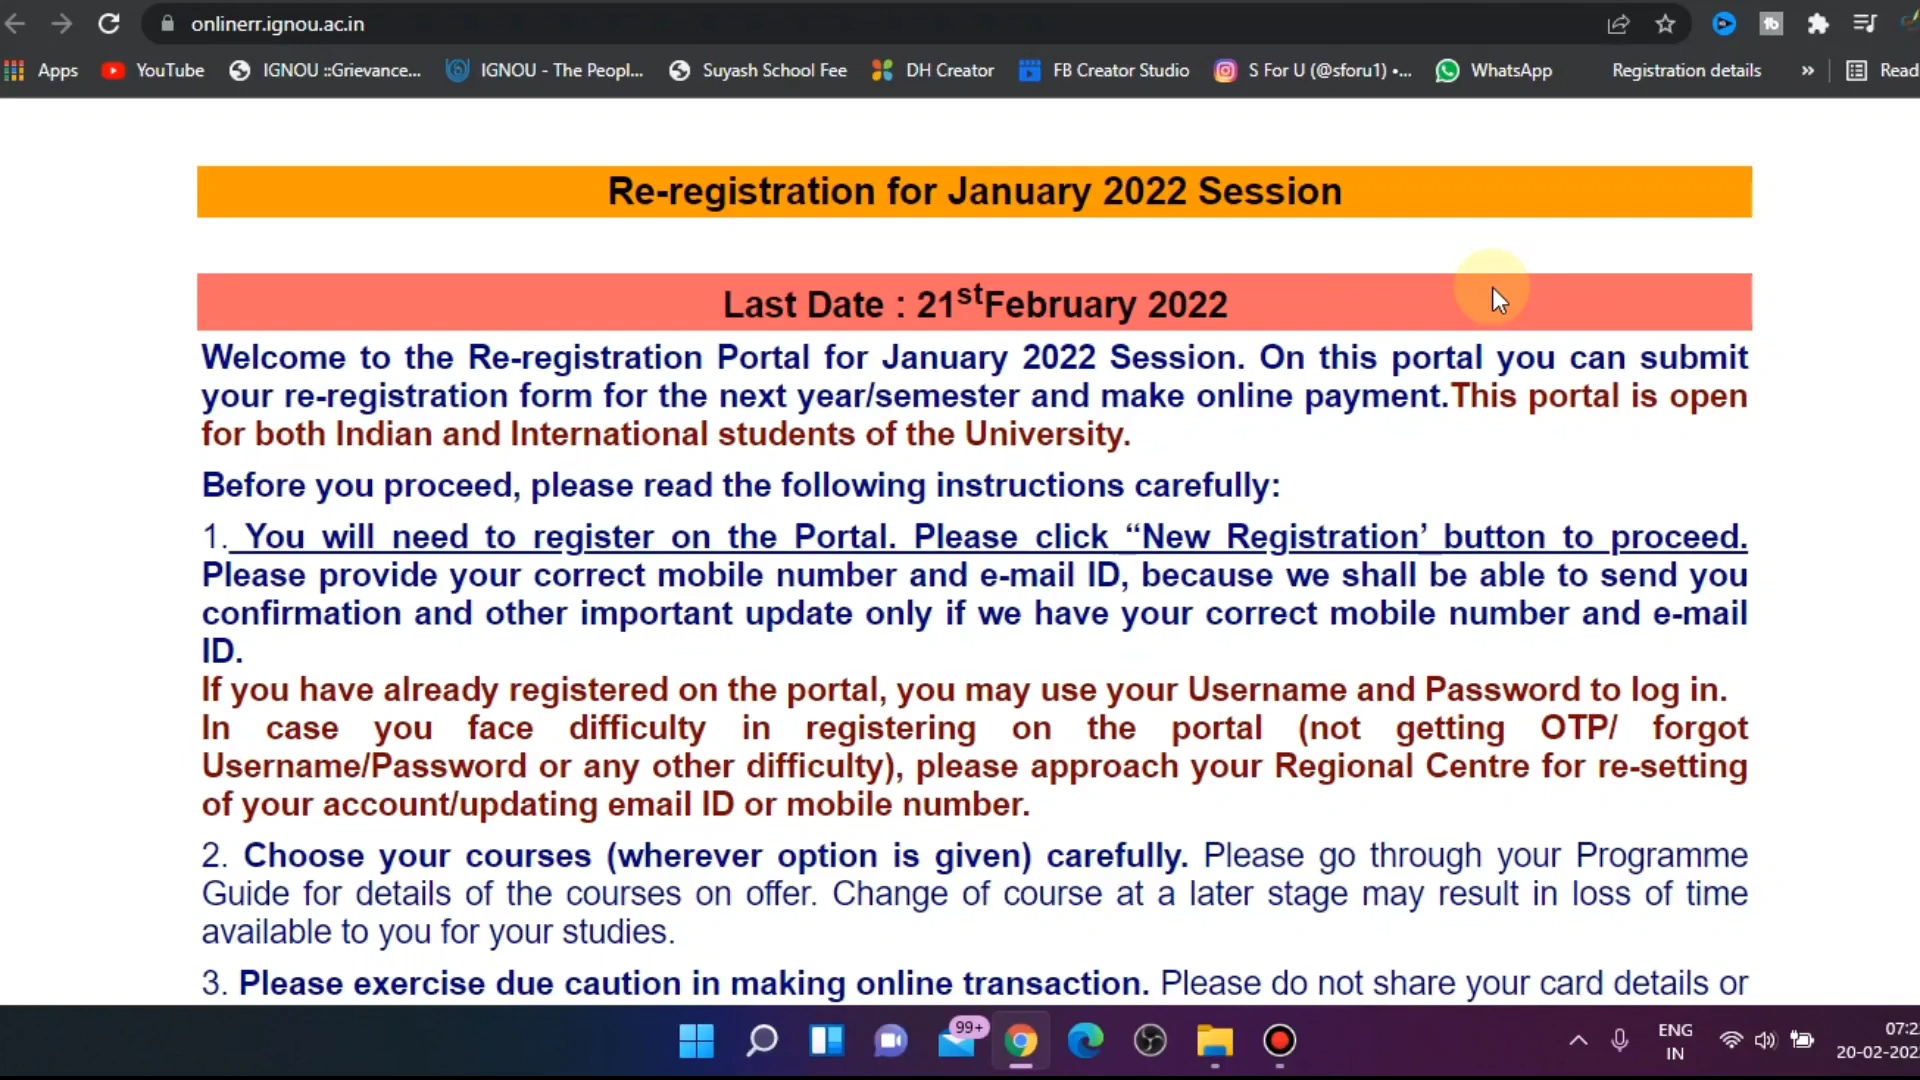 onlinerr.ignou.ac.in
Apps YouTube IGNOU ::Grievance... IGNOU - The Peopl... Suyash School Fee DH Creator FB Creator Studio S For U (@sforu1) •... WhatsApp Registration details » Read
Re-registration for January 2022 Session
Last Date : 21stFebruary 2022
Welcome to the Re-registration Portal for January 2022 Session. On this portal you can submit
your re-registration form for the next year/semester and make online payment.This portal is open
for both Indian and International students of the University.
Before you proceed, please read the following instructions carefully:
1. You will need to register on the Portal. Please click “New Registration’ button to proceed.
Please provide your correct mobile number and e-mail ID, because we shall be able to send you
confirmation and other important update only if we have your correct mobile number and e-mail
ID.
If you have already registered on the portal, you may use your Username and Password to log in.
In case you face difficulty in registering on the portal (not getting OTP/ forgot
Username/Password or any other difficulty), please approach your Regional Centre for re-setting
of your account/updating email ID or mobile number.
2. Choose your courses (wherever option is given) carefully. Please go through your Programme
Guide for details of the courses on offer. Change of course at a later stage may result in loss of time
available to you for your studies.
3. Please exercise due caution in making online transaction. Please do not share your card details or
99+
ENG
IN
07:2
20-02-202